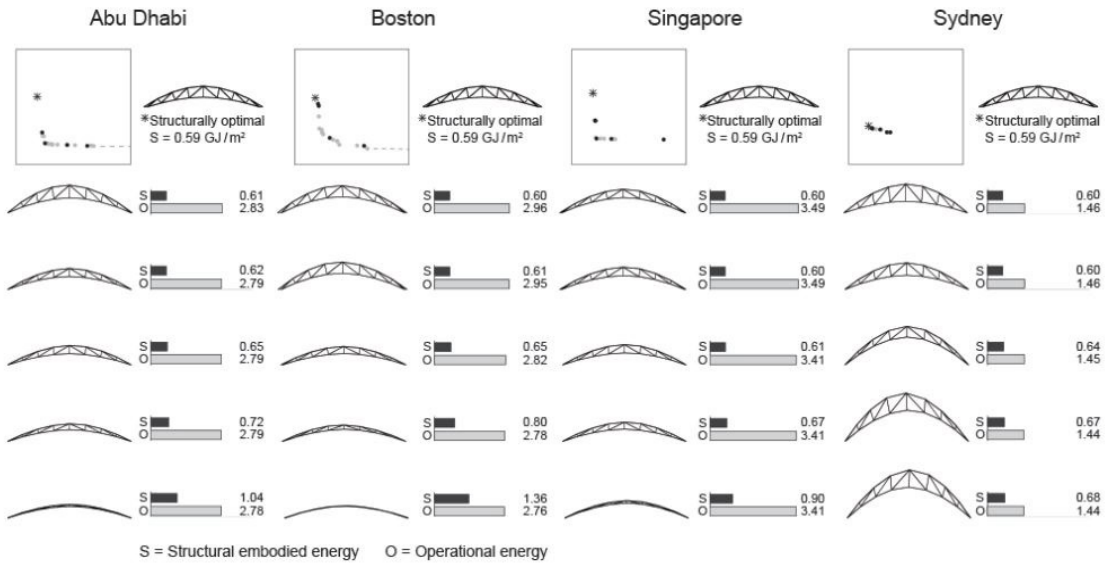 Abu Dhabi Boston Singapore Sydney
*Structurally optimal *Structurally optimal *Structurally optimal *Structurally optimal
S = 0.59 GJ/m² S = 0.59 GJ/m² S = 0.59 GJ/m² S = 0.59 GJ/m²
S 0.61 S 0.60 S 0.60 S 0.60
O 2.83 O 2.96 O 3.49 O 1.46
S 0.62 S 0.61 S 0.60 S 0.60
O 2.79 O 2.95 O 3.49 O 1.46
S 0.65 S 0.65 S 0.61 S 0.64
O 2.79 O 2.82 O 3.41 O 1.45
S 0.72 S 0.80 S 0.67 S 0.67
O 2.79 O 2.78 O 3.41 O 1.44
S 1.04 S 1.36 S 0.90 S 0.68
O 2.78 O 2.76 O 3.41 O 1.44
S = Structural embodied energy O = Operational energy